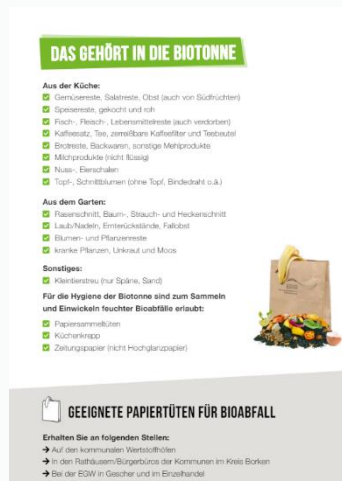 DAS GEHÖRT IN DIE BIOTONNE
Aus der Küche:
Gemüsereste, Salatreste, Obst (auch von Südfrüchten)
Speisereste, gekocht und roh
Fisch-, Fleisch-, Lebensmittelreste (auch verdorben)
Kaffeesatz, Tee, zerreißbare Kaffeefilter und Teebeutel
Brotreste, Backwaren, sonstige Mehlprodukte
Milchprodukte (nicht flüssig)
Nuss-, Eierschalen
Topf-, Schnittblumen (ohne Topf, Bindedraht o.ä.)
Aus dem Garten:
Rasenschnitt, Baum-, Strauch- und Heckenschnitt
Laub/Nadeln, Ernterückstände, Fallobst
Blumen- und Pflanzenreste
kranke Pflanzen, Unkraut und Moos
Sonstiges:
Kleintierstreu (nur Späne, Sand)
Für die Hygiene der Biotonne sind zum Sammeln
und Einwickeln feuchter Bioabfälle erlaubt:
Papiersammeltüten
Küchenkrepp
Zeitungspapier (nicht Hochglanzpapier)
GEEIGNETE PAPIERTÜTEN FÜR BIOABFALL
Erhalten Sie an folgenden Stellen:
→ Auf den kommunalen Wertstoffhöfen
→ In den Rathäusern/Bürgerbüros der Kommunen im Kreis Borken
→ Bei der EGW in Gescher und im Einzelhandel